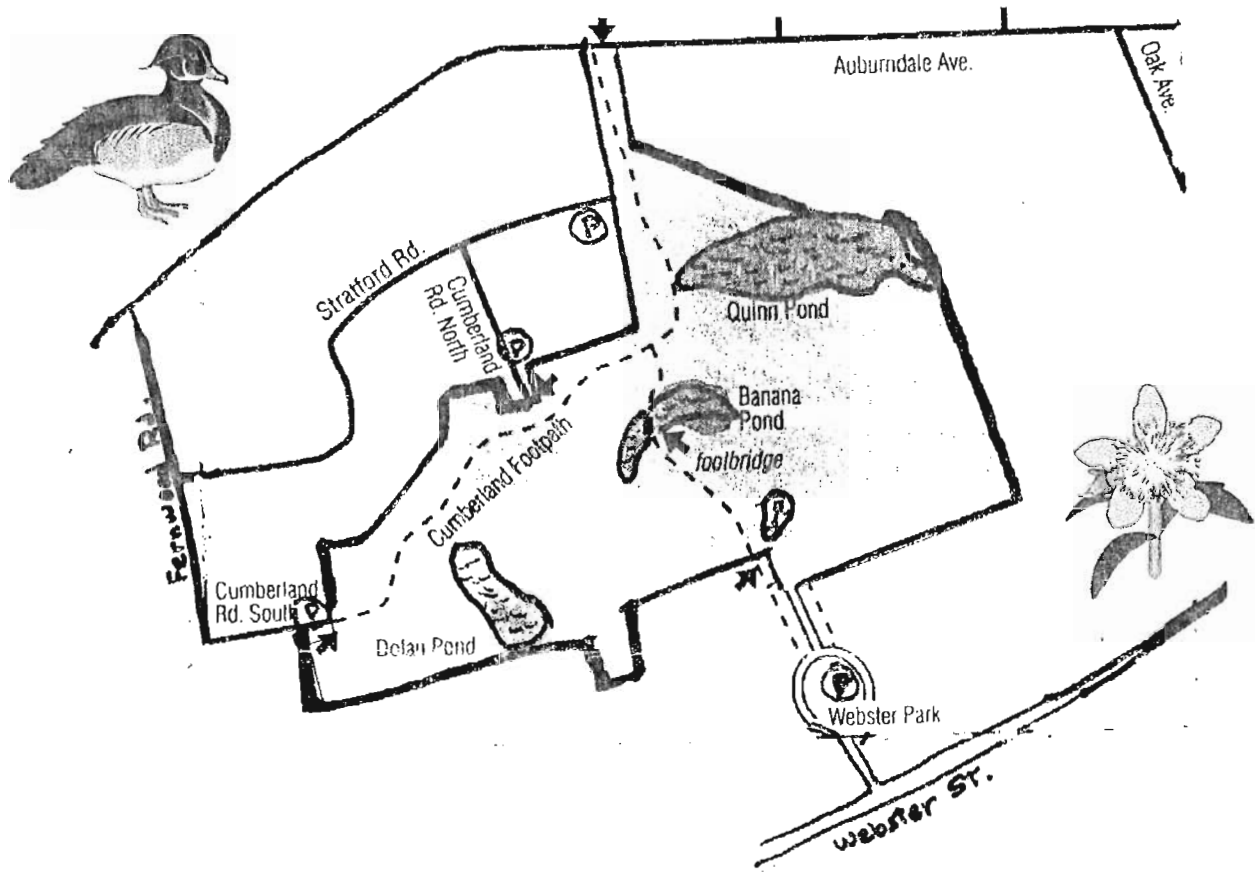 Auburndale Ave.
Oak Ave.
P
Stratford Rd.
Cumberland
Rd. North
P
Quinn Pond
Banana
Pond
footbridge
Cumberland Footpath
Fernwood Rd.
Cumberland
Rd. South
P
Dolan Pond
P
Webster Park
Webster St.